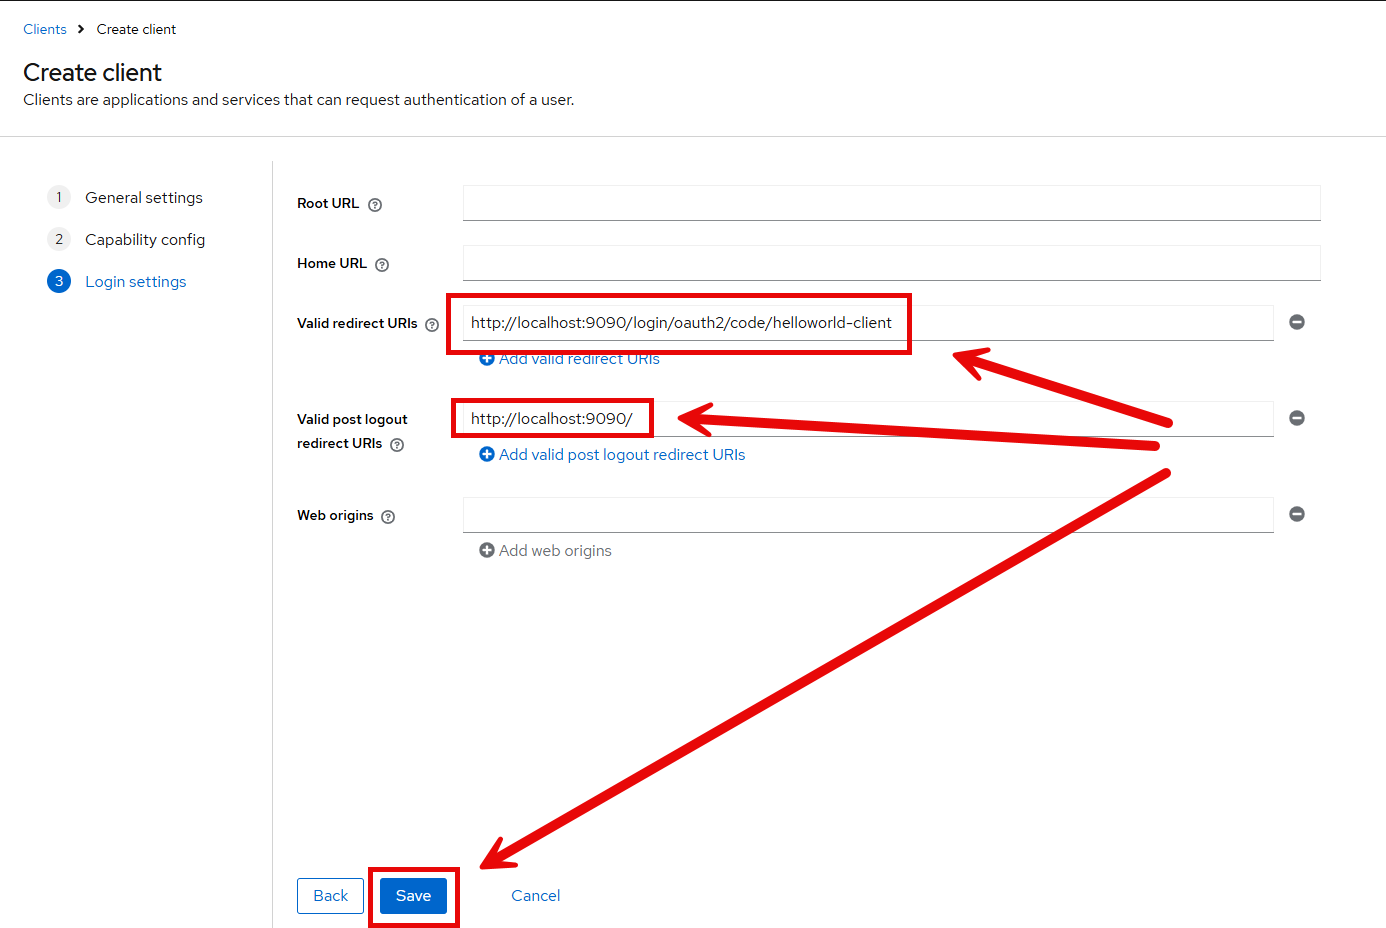 Clients > Create client
Create client
Clients are applications and services that can request authentication of a user.
1 General settings
2 Capability config
3 Login settings
Root URL
Home URL
Valid redirect URIs http://localhost:9090/login/oauth2/code/helloworld-client
Add valid redirect URIs
Valid post logout redirect URIs http://localhost:9090/
Add valid post logout redirect URIs
Web origins
Add web origins
Back Save Cancel